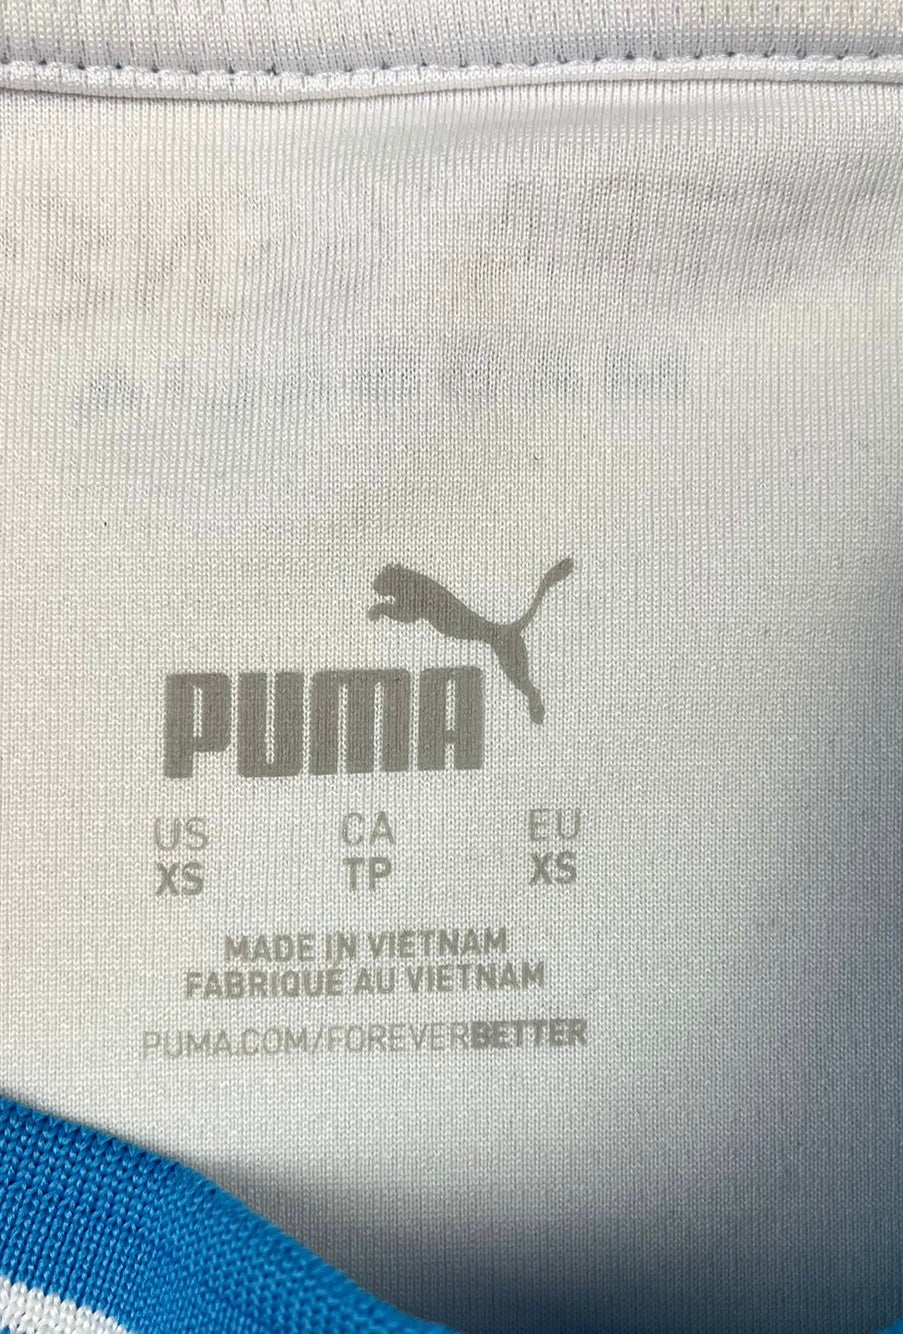 PUMA
US CA EU
XS TP XS
MADE IN VIETNAM
FABRIQUÉ AU VIETNAM
PUMA.COM/FOREVERBETTER